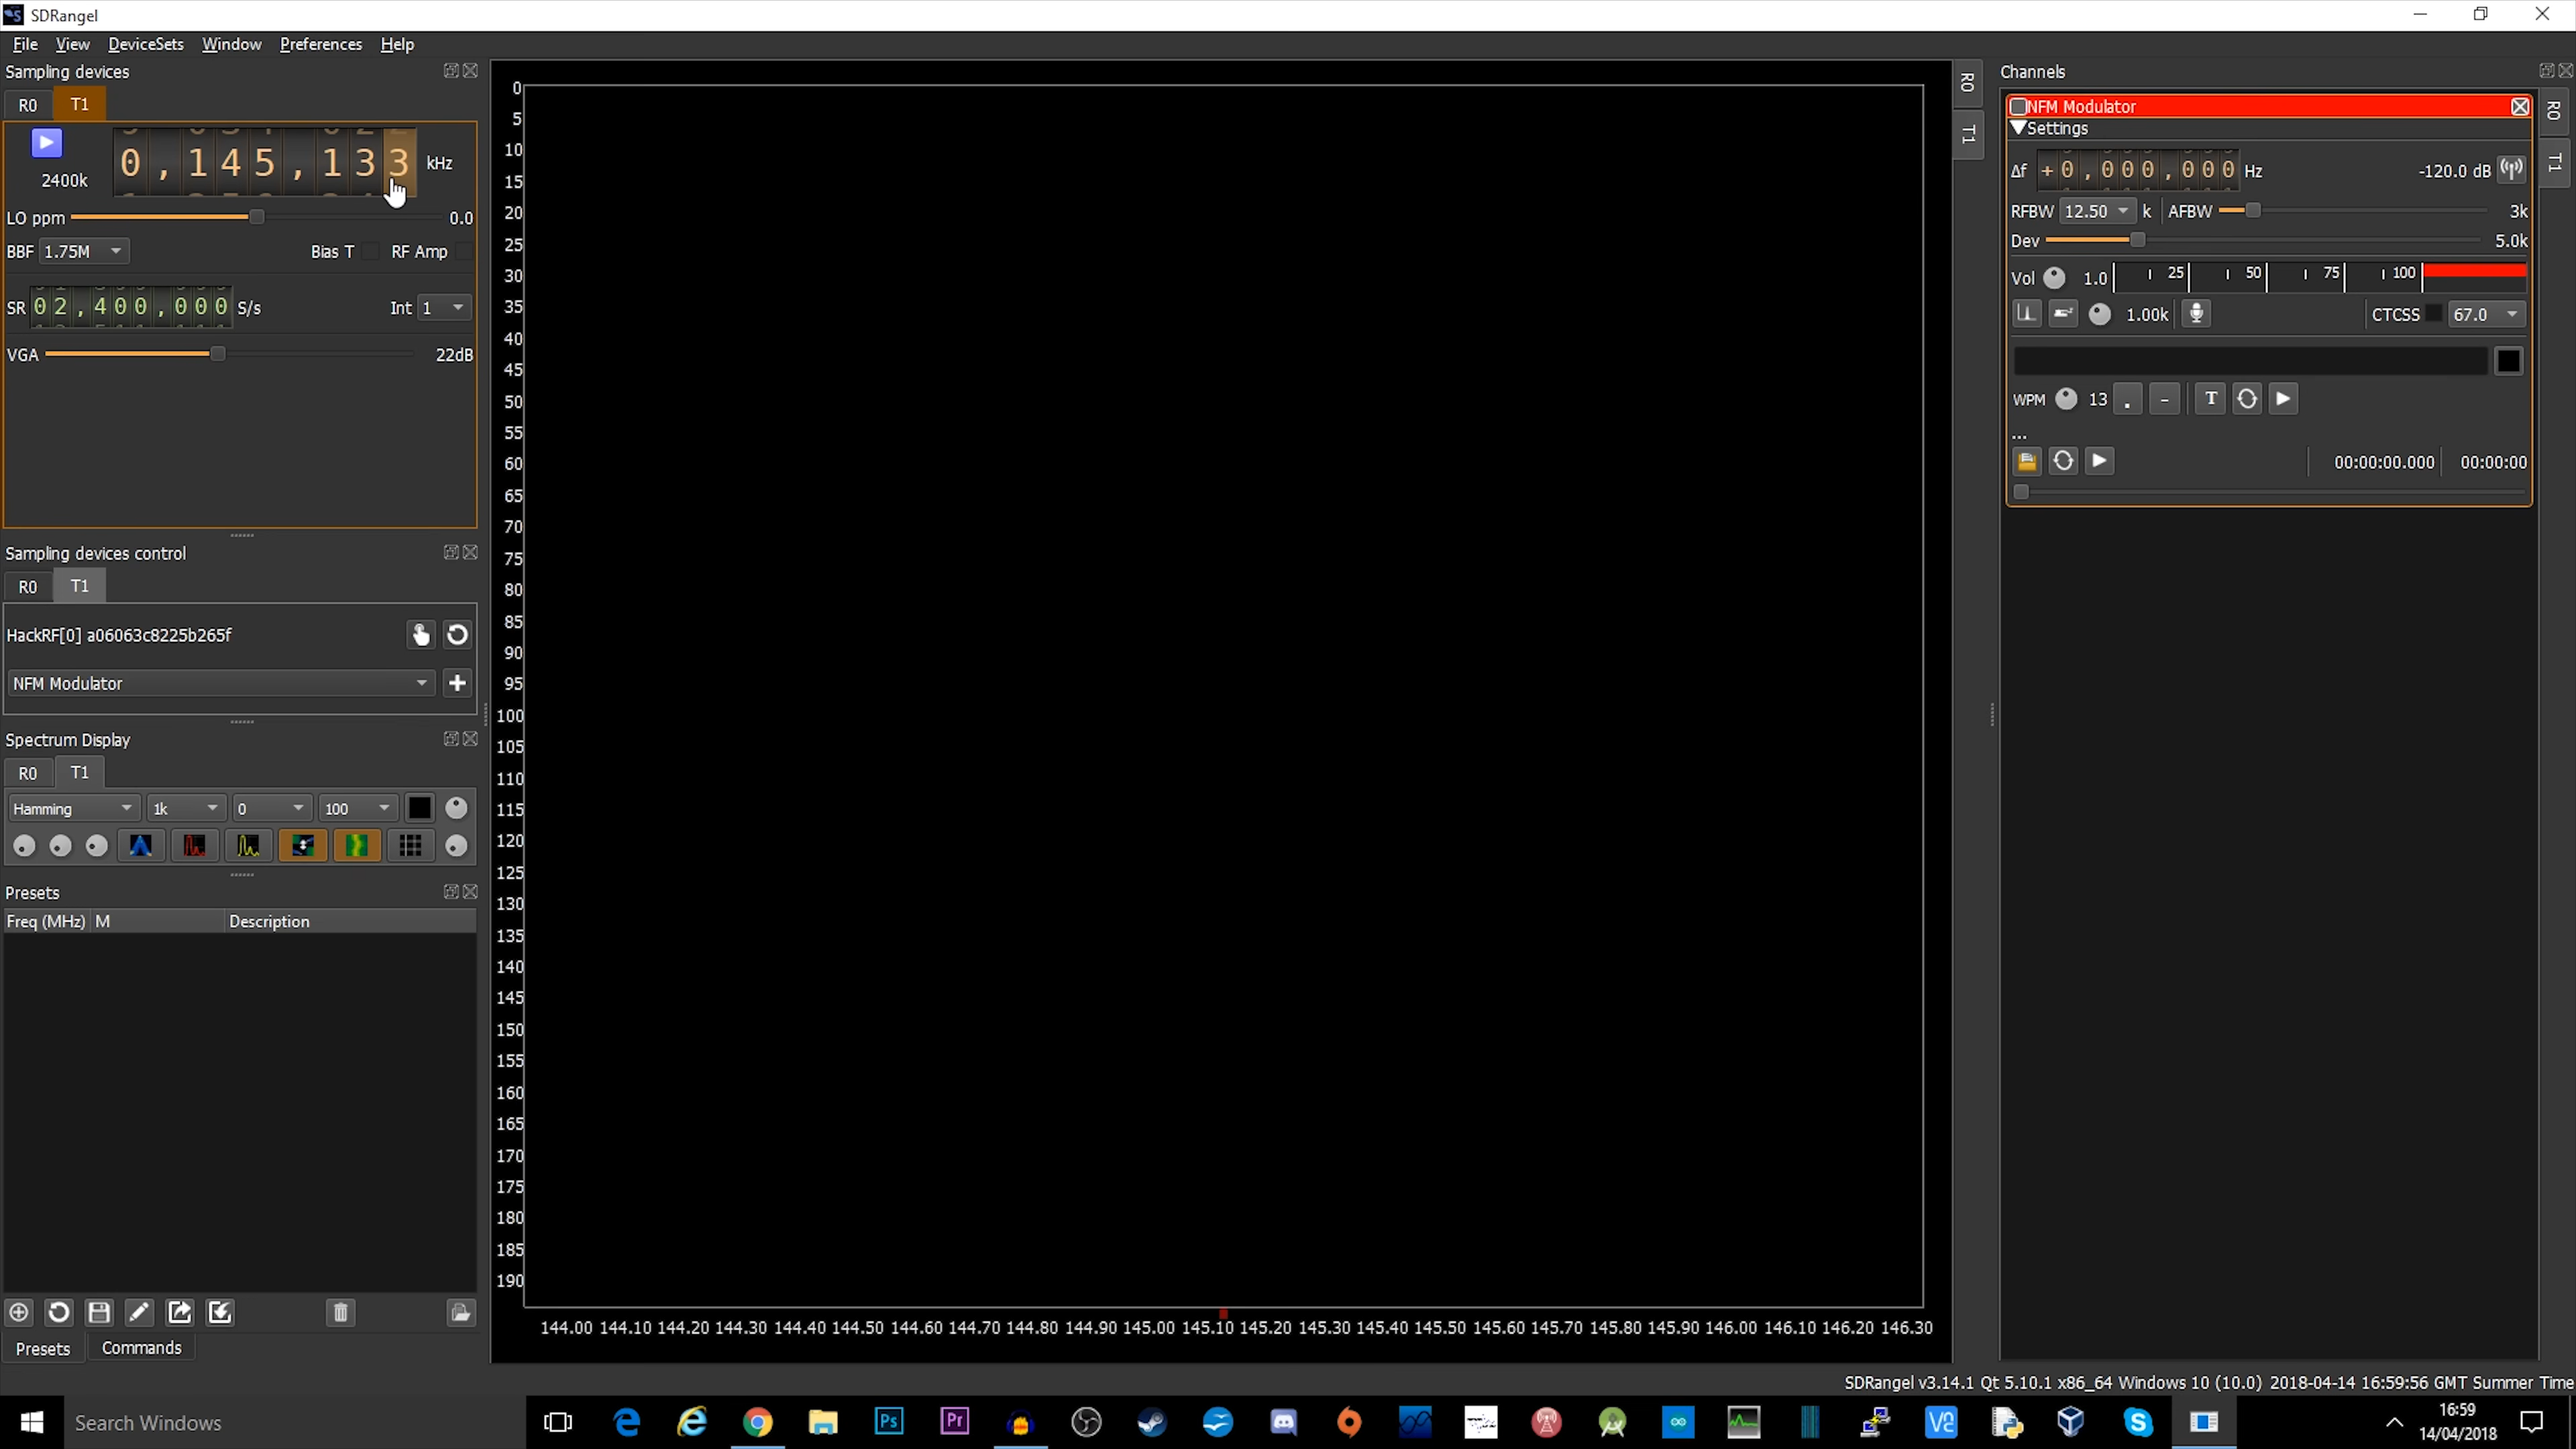 SDRangel
File View DeviceSets Window Preferences Help
Sampling devices
R0 T1
0,145,133 kHz
2400k
LO ppm 0.0
BBF 1.75M Bias T RF Amp
SR 02,400,000 S/s Int 1
VGA 22dB
Sampling devices control
R0 T1
HackRF[0] a06063c8225b265f
NFM Modulator
Spectrum Display
R0 T1
Hamming 1k 0 100
Presets
Freq (MHz) M Description
Presets Commands
0
5
10
15
20
25
30
35
40
45
50
55
60
65
70
75
80
85
90
95
100
105
110
115
120
125
130
135
140
145
150
155
160
165
170
175
180
185
190
144.00 144.10 144.20 144.30 144.40 144.50 144.60 144.70 144.80 144.90 145.00 145.10 145.20 145.30 145.40 145.50 145.60 145.70 145.80 145.90 146.00 146.10 146.20 146.30
R0
T1
Channels
NFM Modulator
Settings
Δf +0,000,000 Hz -120.0 dB
RFBW 12.50 k AFBW 3k
Dev 5.0k
Vol 1.0 25 50 75 100
1.00k CTCSS 67.0
WPM 13 . - T
...
00:00:00.000 00:00:00
R0
T1
SDRangel v3.14.1 Qt 5.10.1 x86_64 Windows 10 (10.0) 2018-04-14 16:59:56 GMT Summer Time
Search Windows
Ps Pr
16:59
14/04/2018